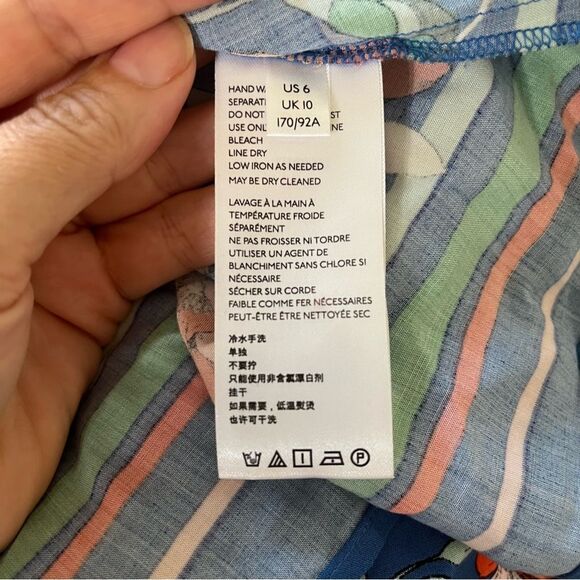 US 6
UK 10
170/92A
HAND
SEPARAT
DO NOT
USE ONL
BLEACH
LINE DRY
LOW IRON AS NEEDED
MAY BE DRY CLEANED
LAVAGE À LA MAIN À
TEMPÉRATURE FROIDE
SÉPARÉMENT
NE PAS FROISSER NI TORDRE
UTILISER UN AGENT DE
BLANCHIMENT SANS CHLORE SI
NÉCESSAIRE
SÉCHER SUR CORDE
FAIBLE COMME FER NÉCESSAIRES
PEUT-ÊTRE ÊTRE NETTOYÉE SEC
冷水手洗
单独
不要拧
只能使用非含氯漂白剂
挂干
如果需要，低温熨烫
也许可干洗
P